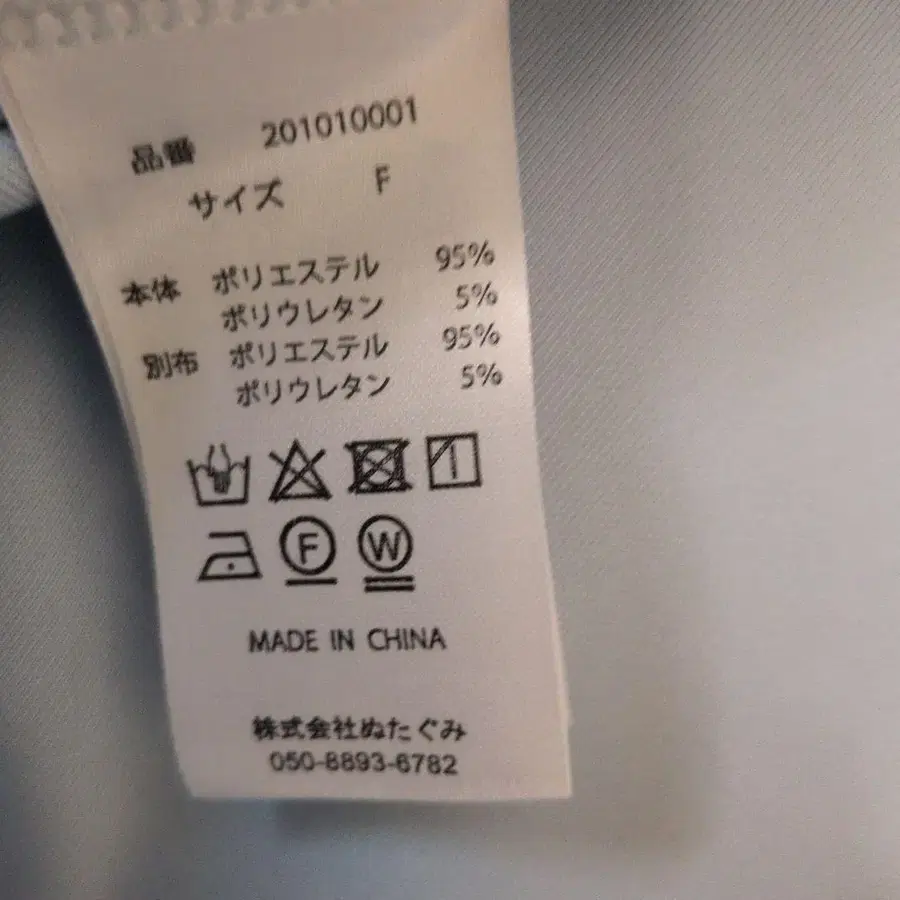 品番 201010001
サイズ F
本体 ポリエステル 95%
ポリウレタン 5%
別布 ポリエステル 95%
ポリウレタン 5%
F W
MADE IN CHINA
株式会社ぬたぐみ
050-8893-6782